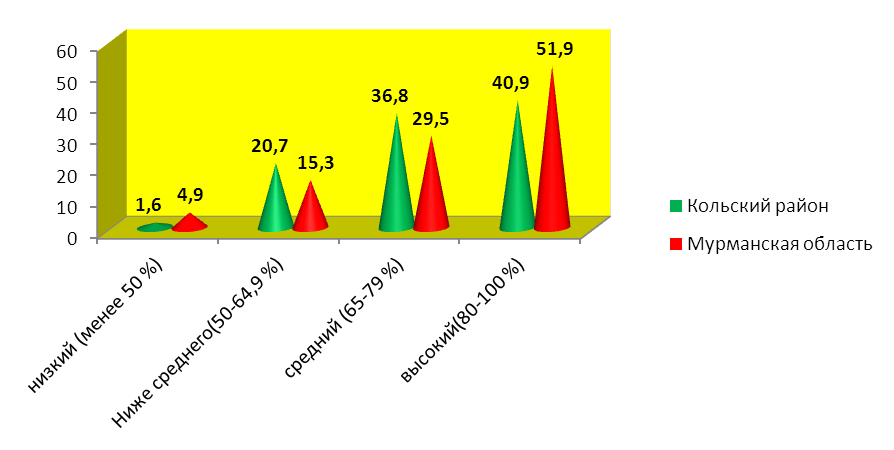 60
50
40
30
20
10
0
1,6
4,9
20,7
15,3
36,8
29,5
40,9
51,9
низкий (менее 50 %)
Ниже среднего(50-64,9 %)
средний (65-79 %)
высокий(80-100 %)
Кольский район
Мурманская область